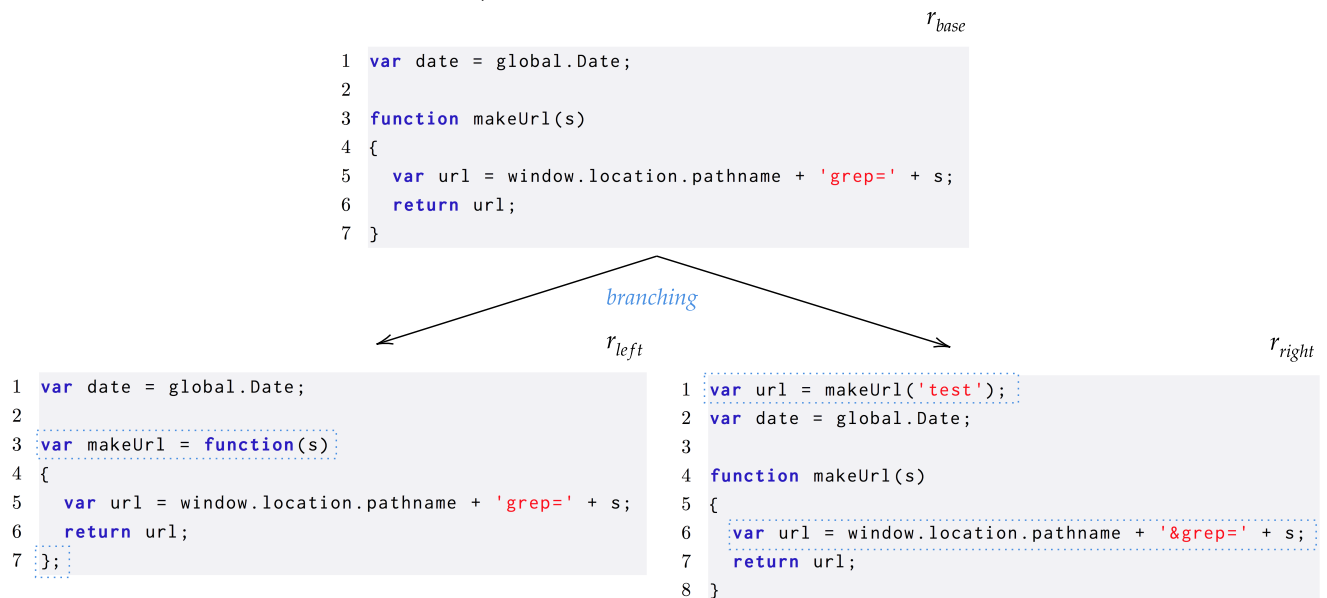 r_base
1 var date = global.Date;
2
3 function makeUrl(s)
4 {
5 var url = window.location.pathname + 'grep=' + s;
6 return url;
7 }
branching
r_left
1 var date = global.Date;
2
3 var makeUrl = function(s)
4 {
5 var url = window.location.pathname + 'grep=' + s;
6 return url;
7 };
r_right
1 var url = makeUrl('test');
2 var date = global.Date;
3
4 function makeUrl(s)
5 {
6 var url = window.location.pathname + '&grep=' + s;
7 return url;
8 }